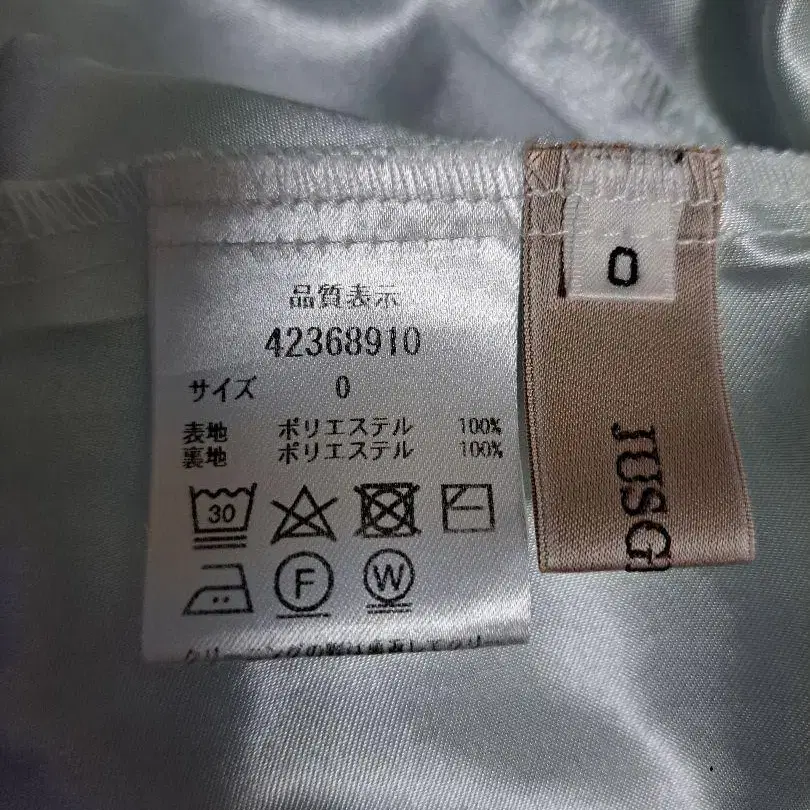 品質表示
42368910
サイズ 0
表地 ポリエステル 100%
裏地 ポリエステル 100%
30
F W
0
JUSG